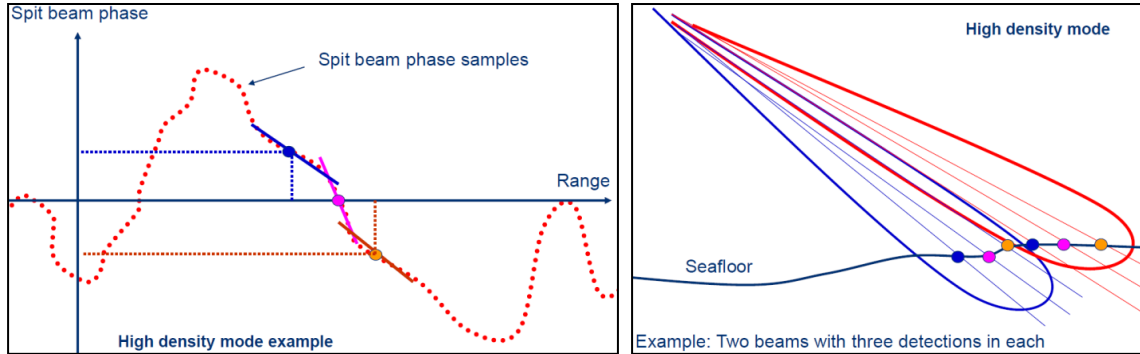 Spit beam phase
Spit beam phase samples
Range
High density mode example
High density mode
Seafloor
Example: Two beams with three detections in each